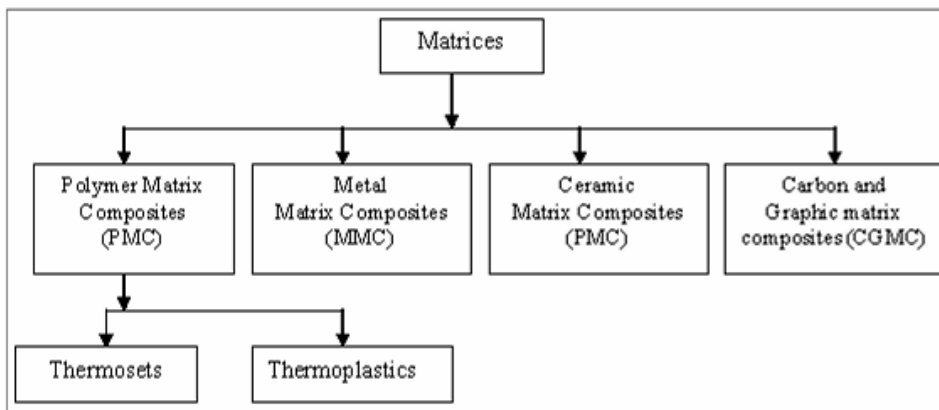 Matrices
Polymer Matrix
Composites
(PMC)
Metal
Matrix Composites
(MMC)
Ceramic
Matrix Composites
(PMC)
Carbon and
Graphic matrix
composites (CGMC)
Thermosets
Thermoplastics